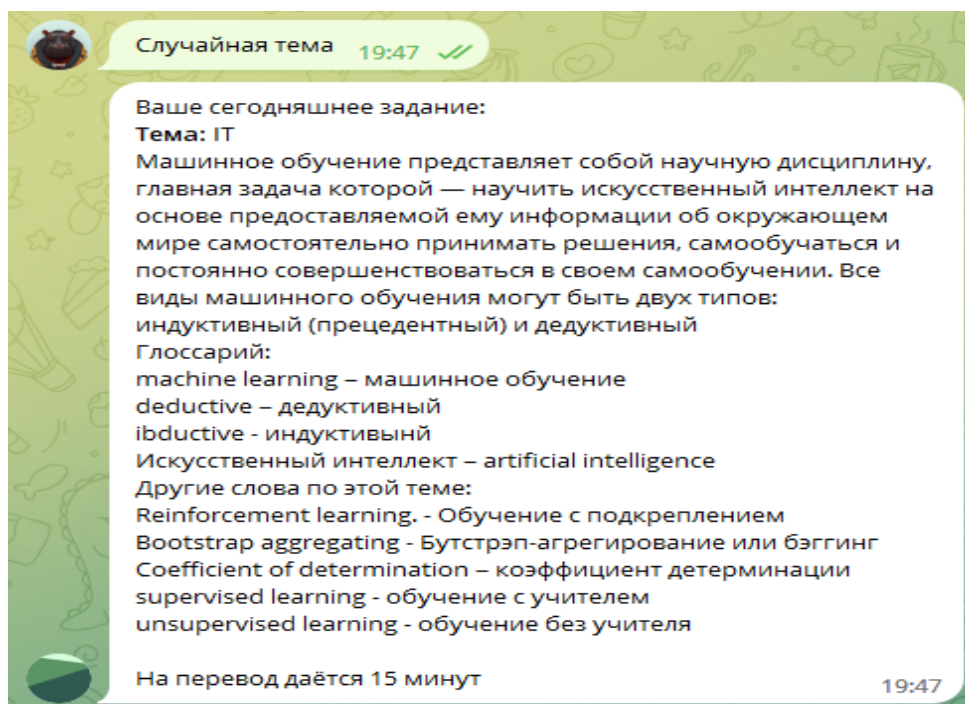 Случайная тема 19:47
Ваше сегодняшнее задание:
Тема: IT
Машинное обучение представляет собой научную дисциплину,
главная задача которой — научить искусственный интеллект на
основе предоставляемой ему информации об окружающем
мире самостоятельно принимать решения, самообучаться и
постоянно совершенствоваться в своем самообучении. Все
виды машинного обучения могут быть двух типов:
индуктивный (прецедентный) и дедуктивный
Глоссарий:
machine learning – машинное обучение
deductive – дедуктивный
ibductive - индуктивынй
Искусственный интеллект – artificial intelligence
Другие слова по этой теме:
Reinforcement learning. - Обучение с подкреплением
Bootstrap aggregating - Бутстрэп-агрегирование или бэггинг
Coefficient of determination – коэффициент детерминации
supervised learning - обучение с учителем
unsupervised learning - обучение без учителя
На перевод даётся 15 минут
19:47